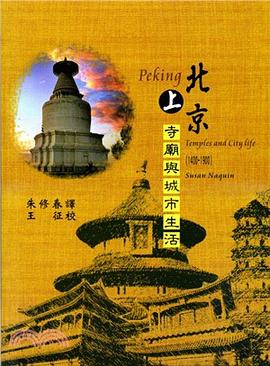 Peking
北京
上
Temples and City life
(1400-1900)
Susan Naquin
寺廟與城市生活
朱修春 譯
王征 校